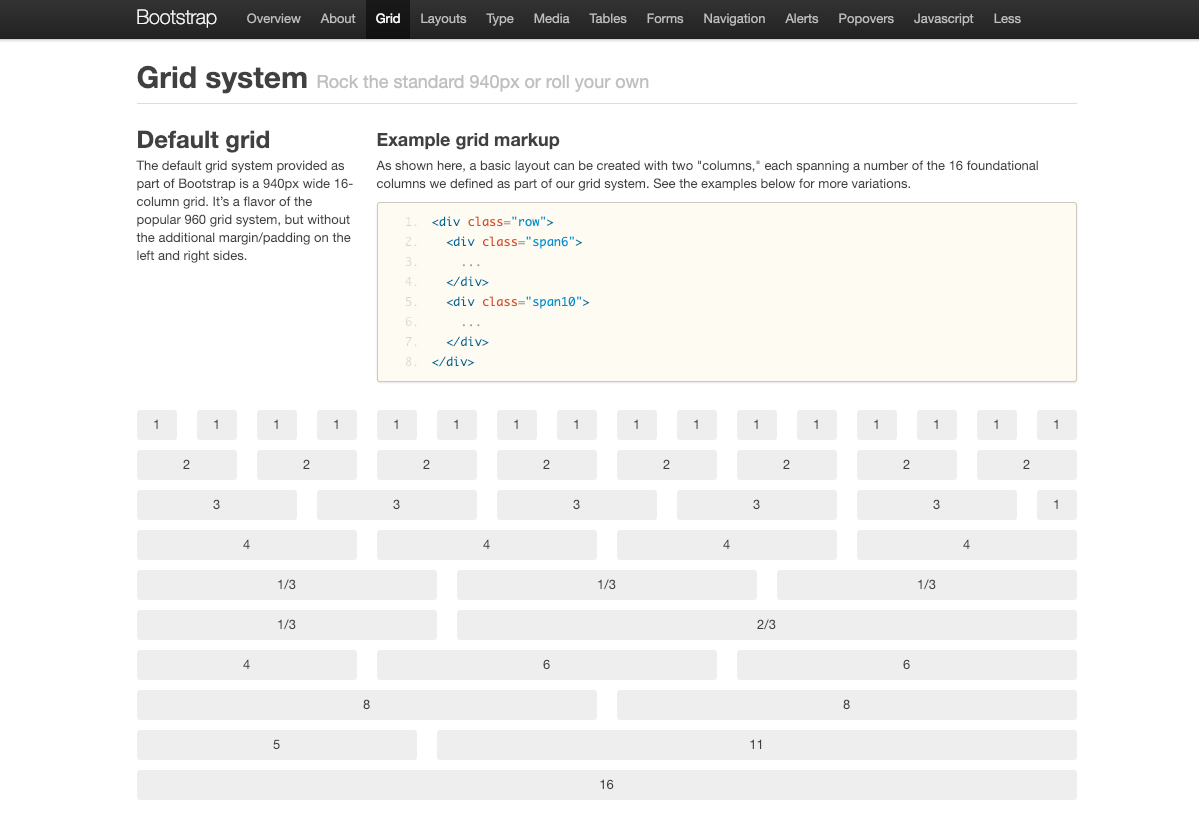 Bootstrap Overview About Grid Layouts Type Media Tables Forms Navigation Alerts Popovers Javascript Less
Grid system Rock the standard 940px or roll your own
Default grid
The default grid system provided as
part of Bootstrap is a 940px wide 16-
column grid. It’s a flavor of the
popular 960 grid system, but without
the additional margin/padding on the
left and right sides.
Example grid markup
As shown here, a basic layout can be created with two "columns," each spanning a number of the 16 foundational
columns we defined as part of our grid system. See the examples below for more variations.
1. <div class="row">
2.   <div class="span6">
3.     ...
4.   </div>
5.   <div class="span10">
6.     ...
7.   </div>
8. </div>
1 1 1 1 1 1 1 1 1 1 1 1 1 1 1 1
2 2 2 2 2 2 2 2
3 3 3 3 3 1
4 4 4 4
1/3 1/3 1/3
1/3 2/3
4 6 6
8 8
5 11
16